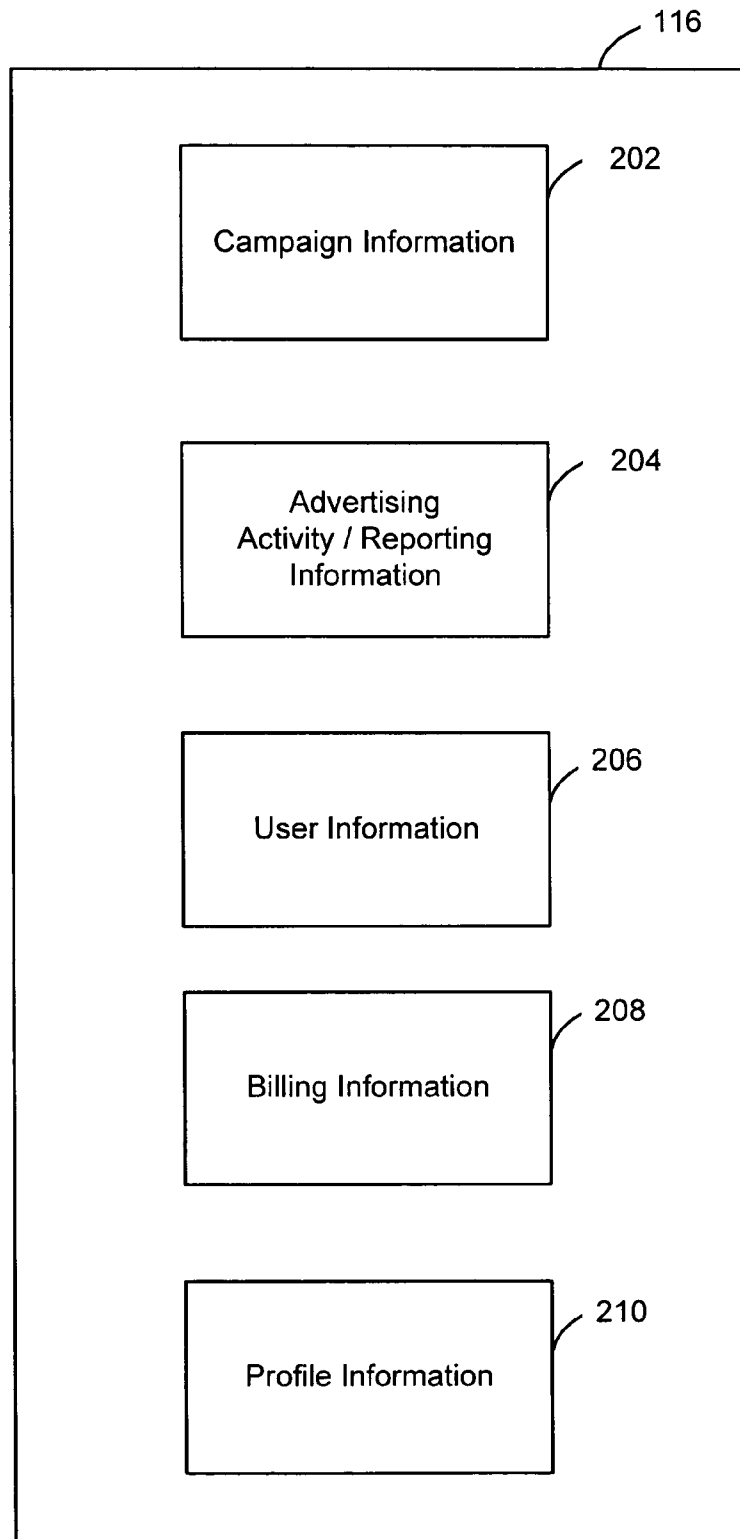 116
202
Campaign Information
204
Advertising
Activity / Reporting
Information
206
User Information
208
Billing Information
210
Profile Information